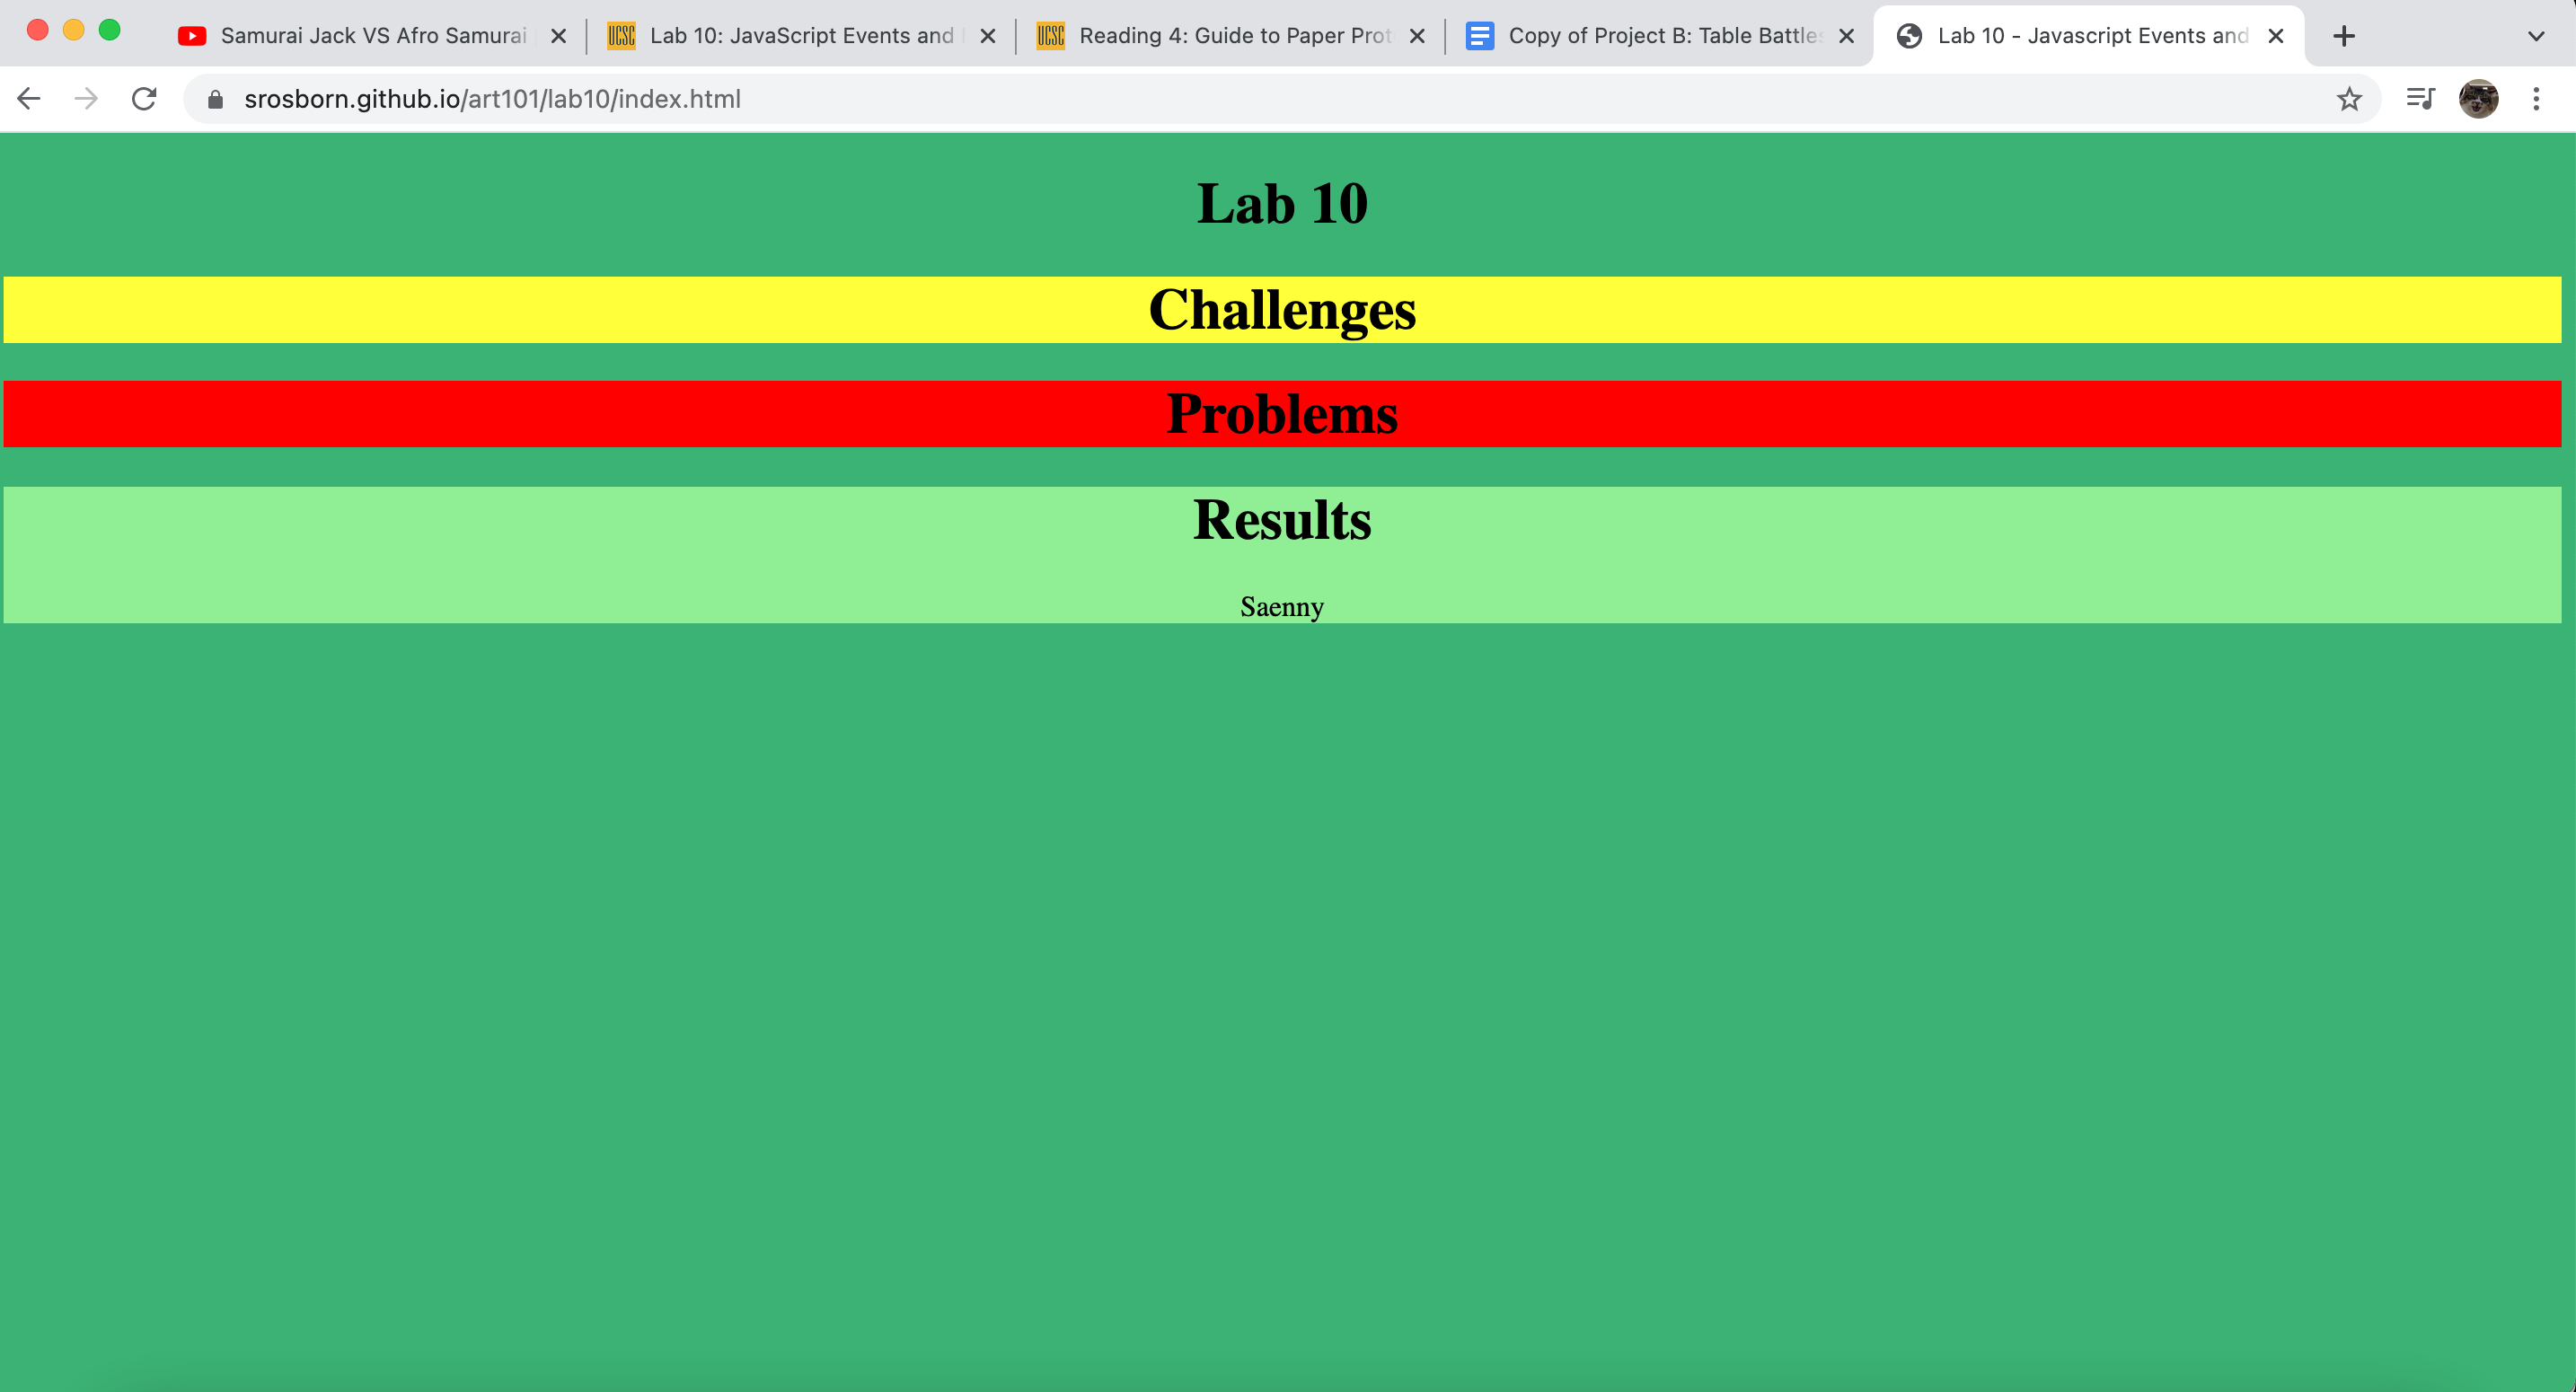 Samurai Jack VS Afro Samurai
UCSC Lab 10: JavaScript Events and
UCSC Reading 4: Guide to Paper Prot
Copy of Project B: Table Battles
Lab 10 - Javascript Events and
srosborn.github.io/art101/lab10/index.html
Lab 10
Challenges
Problems
Results
Saenny